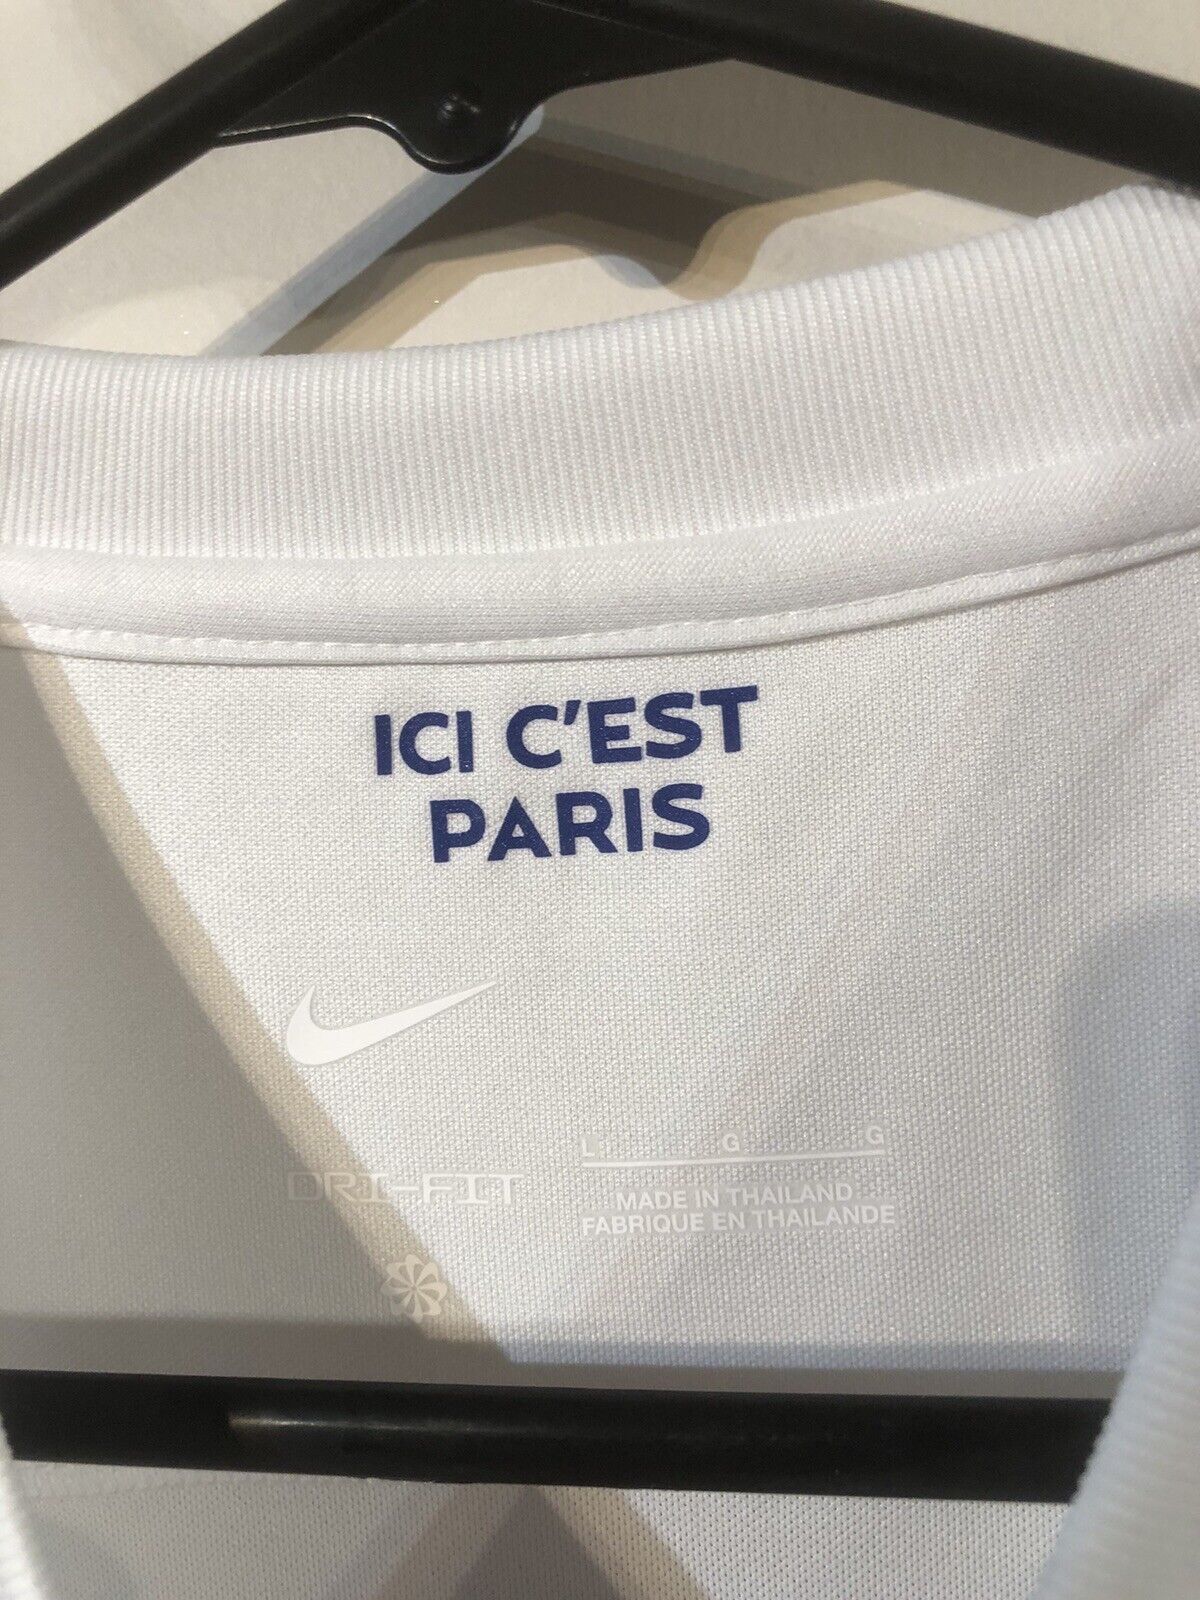 ICI C'EST
PARIS
L G G
DRI-FIT
MADE IN THAILAND
FABRIQUE EN THAILANDE